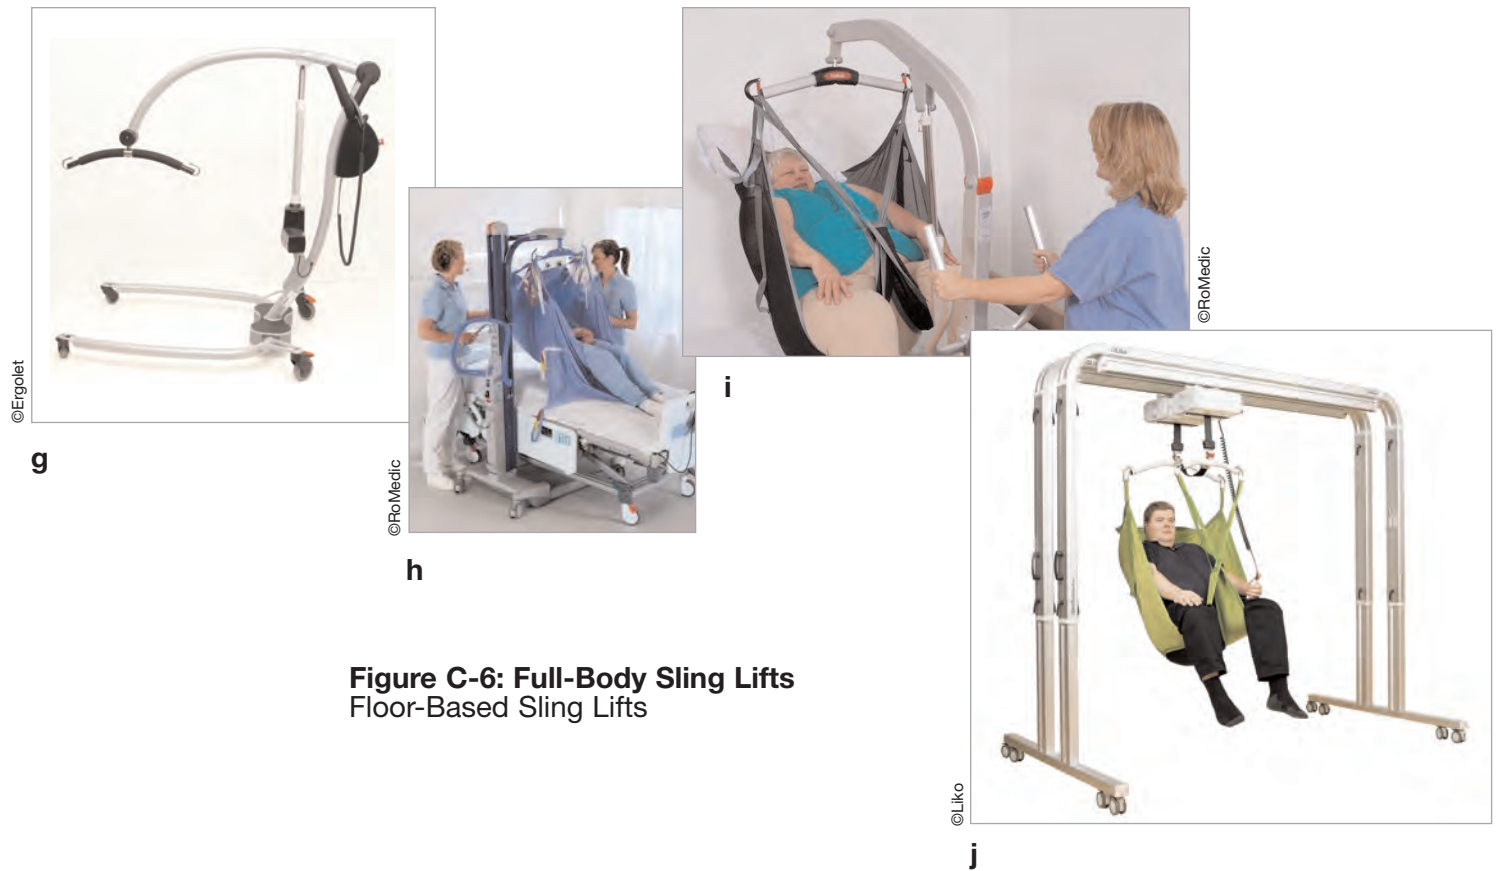 ©Ergolet
g
©RoMedic
h
©RoMedic
i
©Liko
j
Figure C-6: Full-Body Sling Lifts
Floor-Based Sling Lifts